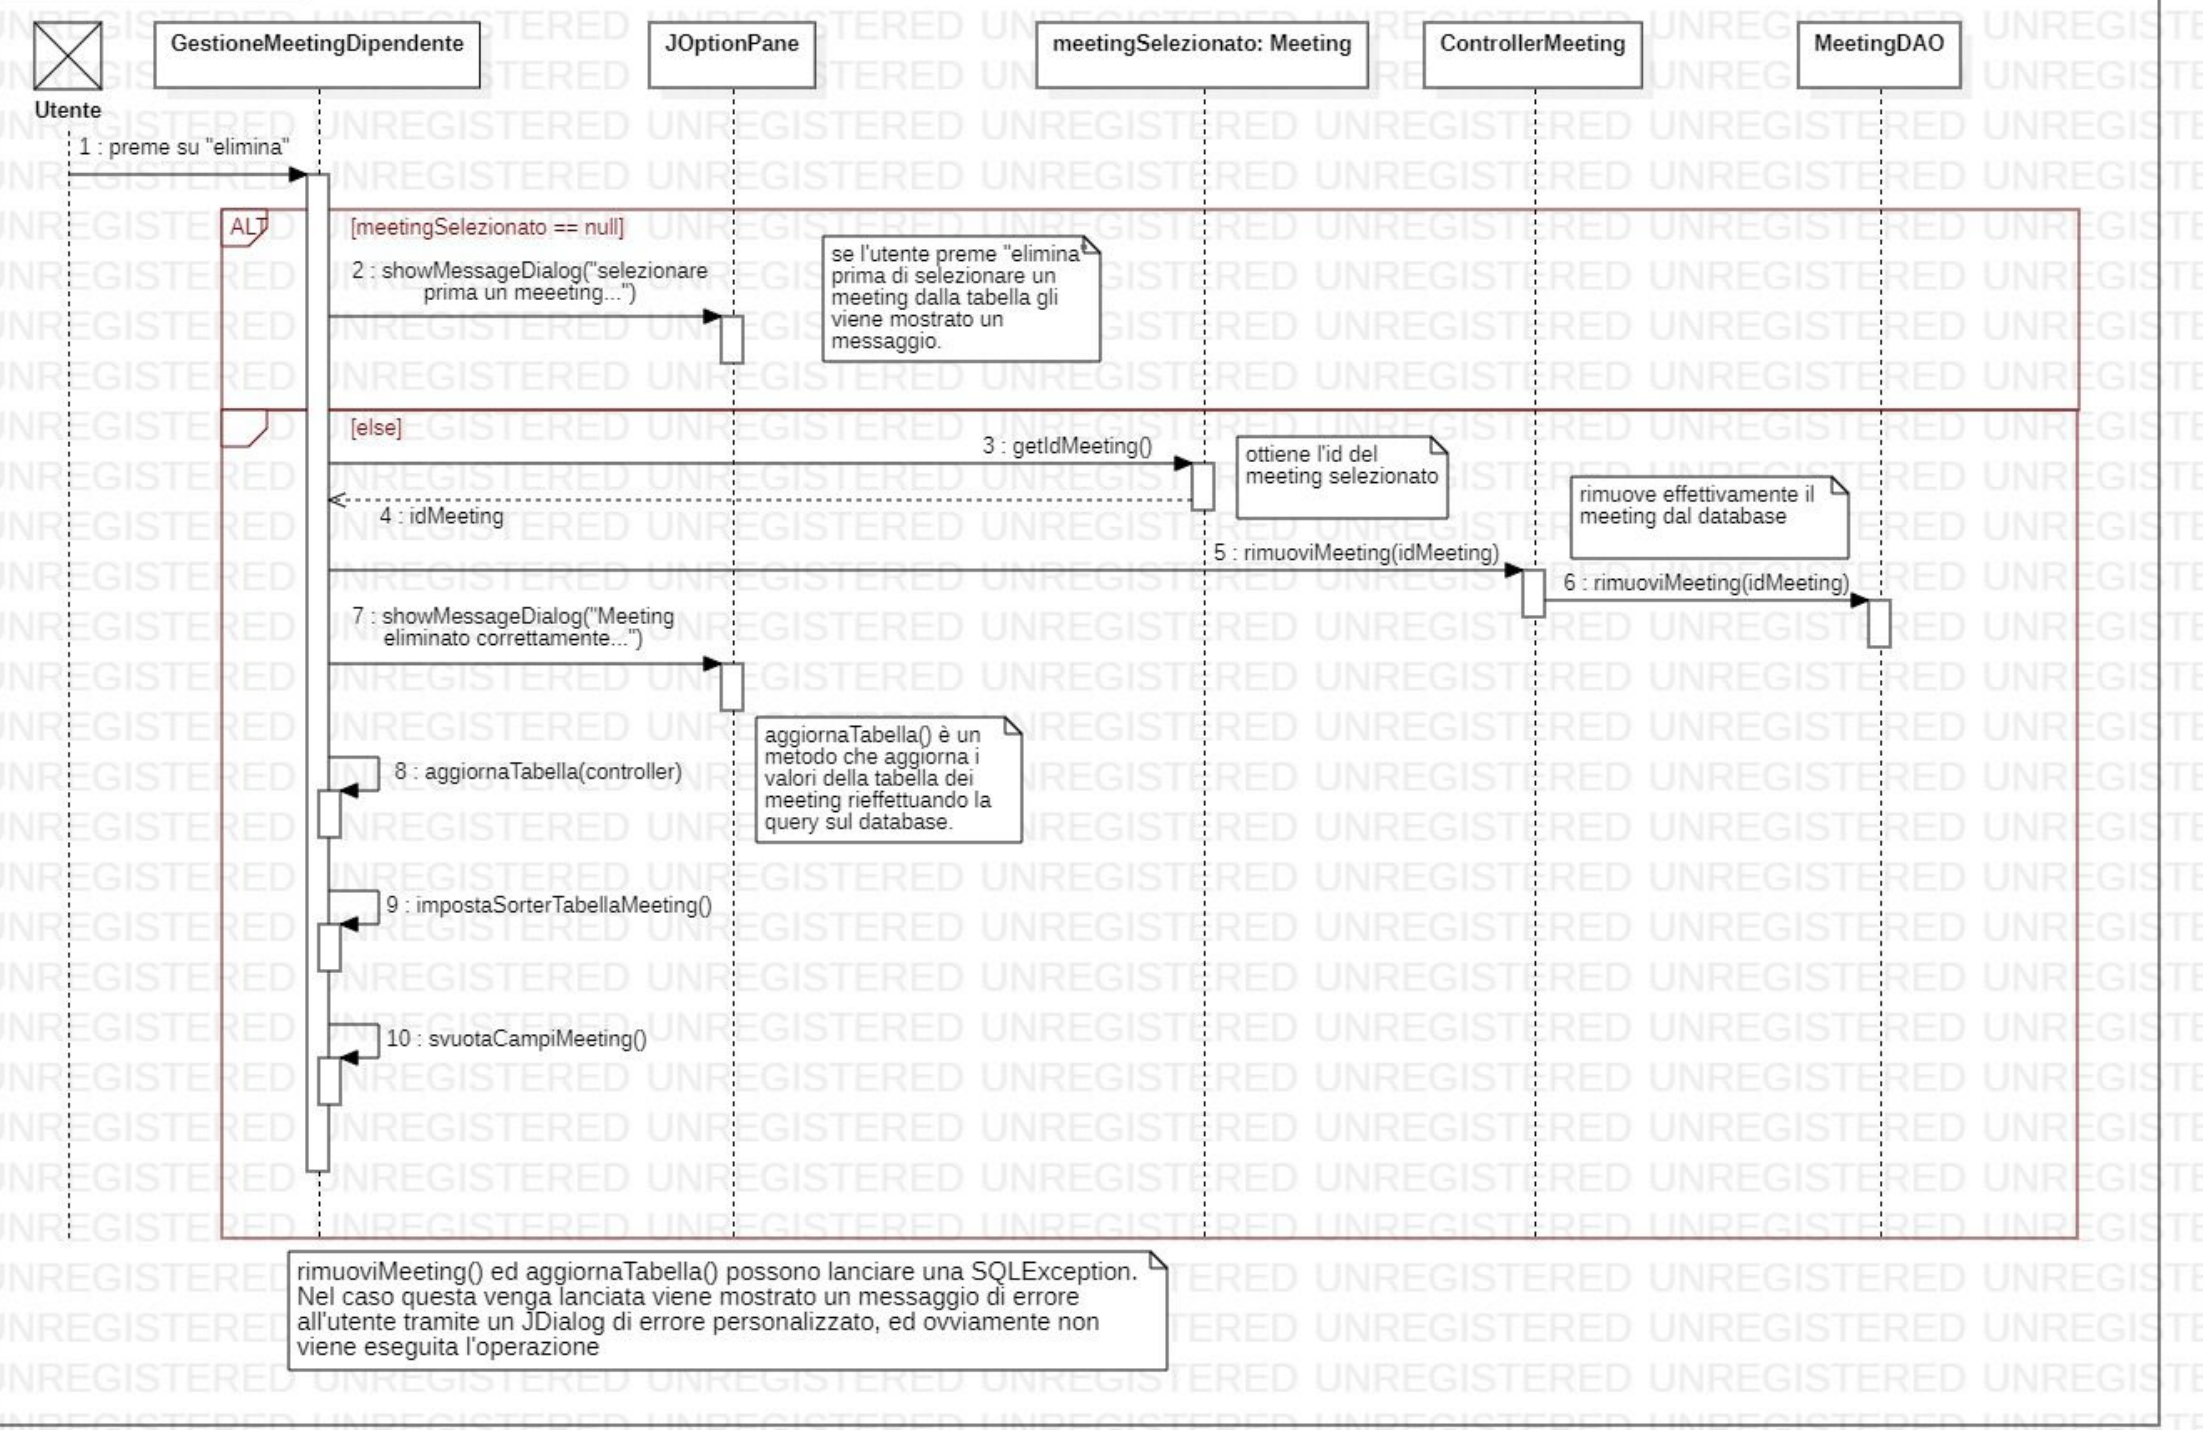 GestioneMeetingDipendente
JOptionPane
meetingSelezionato: Meeting
ControllerMeeting
MeetingDAO
Utente
1 : preme su "elimina"
ALT
[meetingSelezionato == null]
2 : showMessageDialog("selezionare
prima un meeeting...")
se l'utente preme "elimina"
prima di selezionare un
meeting dalla tabella gli
viene mostrato un
messaggio.
[else]
3 : getIdMeeting()
ottiene l'id del
meeting selezionato
4 : idMeeting
rimuove effettivamente il
meeting dal database
5 : rimuoviMeeting(idMeeting)
6 : rimuoviMeeting(idMeeting)
7 : showMessageDialog("Meeting
eliminato correttamente...")
aggiornaTabella() è un
metodo che aggiorna i
valori della tabella dei
meeting rieffettuando la
query sul database.
8 : aggiornaTabella(controller)
9 : impostaSorterTabellaMeeting()
10 : svuotaCampiMeeting()
rimuoviMeeting() ed aggiornaTabella() possono lanciare una SQLException.
Nel caso questa venga lanciata viene mostrato un messaggio di errore
all'utente tramite un JDialog di errore personalizzato, ed ovviamente non
viene eseguita l'operazione
UNREGISTERED